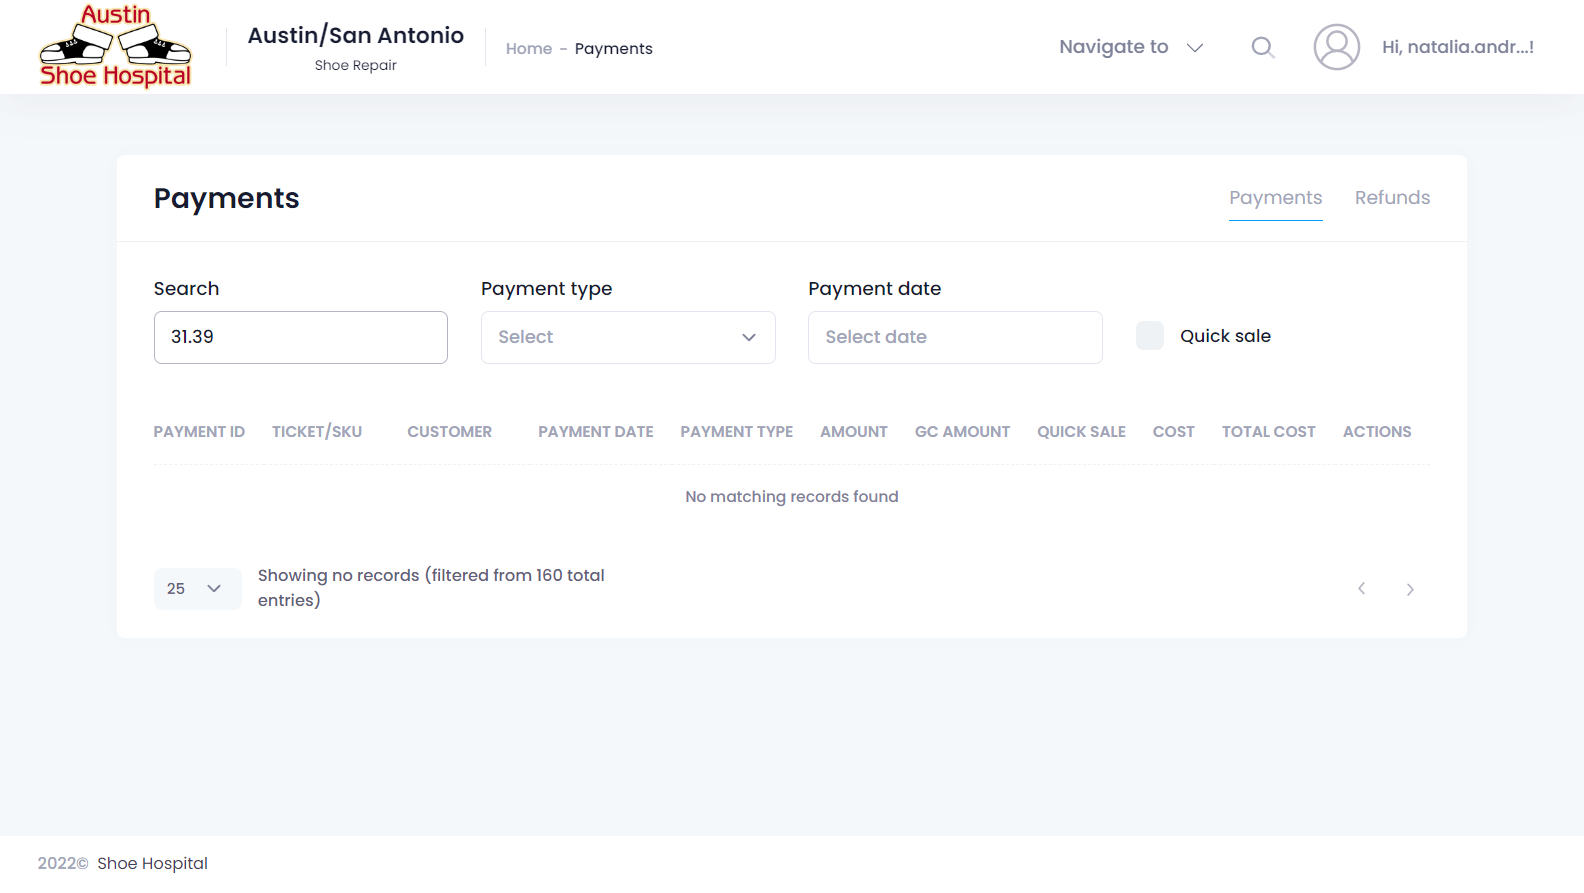 Austin
Shoe Hospital
Austin/San Antonio
Shoe Repair
Home - Payments
Navigate to
Hi, natalia.andr...!
Payments
Payments Refunds
Search Payment type Payment date
31.39 Select Select date Quick sale
PAYMENT ID TICKET/SKU CUSTOMER PAYMENT DATE PAYMENT TYPE AMOUNT GC AMOUNT QUICK SALE COST TOTAL COST ACTIONS
No matching records found
25 Showing no records (filtered from 160 total
entries)
2022© Shoe Hospital